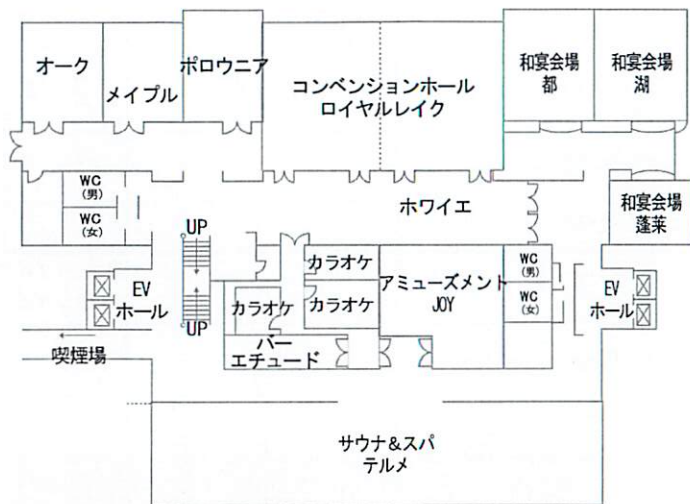 オーク
メイプル
ポロウニア
コンベンションホール
ロイヤルレイク
和宴会場
都
和宴会場
湖
WC
(男)
WC
(女)
ホワイエ
和宴会場
蓬莱
UP
EV
ホール
UP
喫煙場
カラオケ
カラオケ
カラオケ
バー
エチュード
アミューズメント
JOY
WC
(男)
WC
(女)
EV
ホール
サウナ&スパ
テルメ